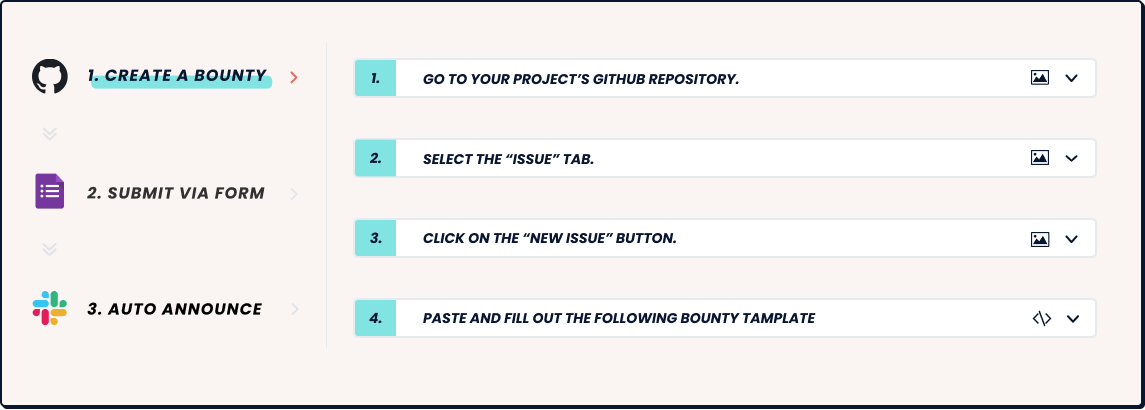 1. CREATE A BOUNTY
2. SUBMIT VIA FORM
3. AUTO ANNOUNCE
1. GO TO YOUR PROJECT’S GITHUB REPOSITORY.
2. SELECT THE “ISSUE” TAB.
3. CLICK ON THE “NEW ISSUE” BUTTON.
4. PASTE AND FILL OUT THE FOLLOWING BOUNTY TAMPLATE